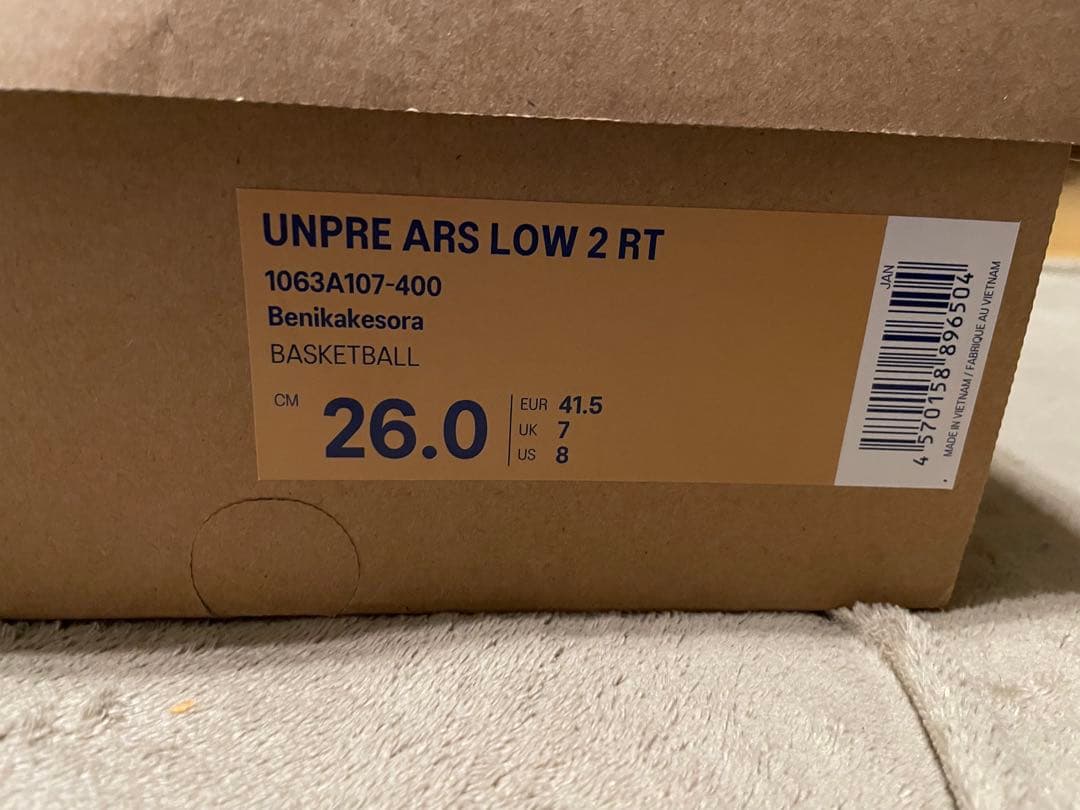 UNPRE ARS LOW 2 RT
1063A107-400
Benikakesora
BASKETBALL
CM 26.0
EUR 41.5
UK 7
US 8
JAN
4 570158 896504
MADE IN VIETNAM / FABRIQUE AU VIETNAM